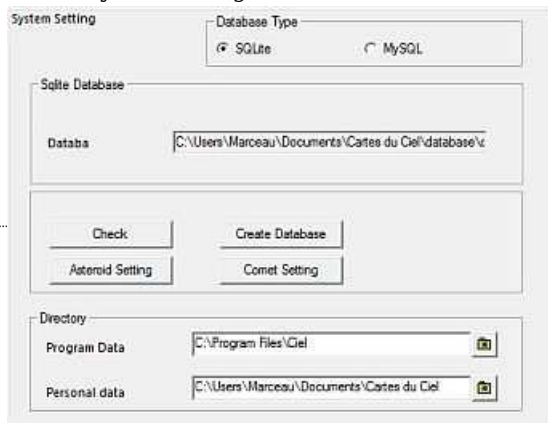 System Setting
Database Type
SQLite
MySQL
Sqlite Database
Databa
C:\Users\Marceau\Documents\Cartes du Ciel\database\c
Check
Create Database
Asteroid Setting
Comet Setting
Directory
Program Data
C:\Program Files\Ciel
Personal data
C:\Users\Marceau\Documents\Cartes du Ciel